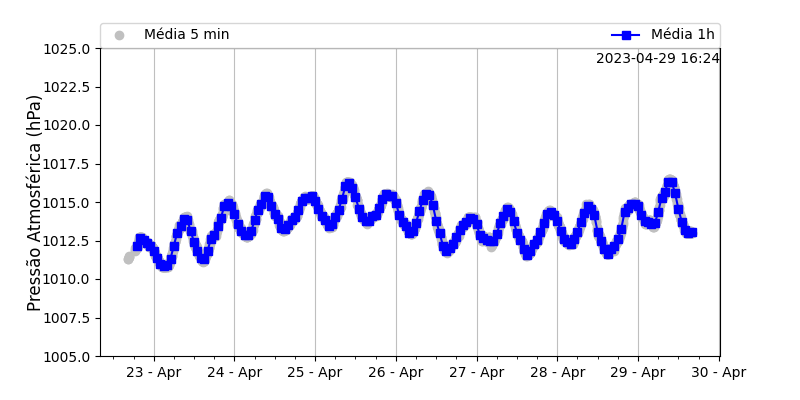 Média 5 min
Média 1h
2023-04-29 16:24
Pressão Atmosférica (hPa)
1025.0
1022.5
1020.0
1017.5
1015.0
1012.5
1010.0
1007.5
1005.0
23 - Apr
24 - Apr
25 - Apr
26 - Apr
27 - Apr
28 - Apr
29 - Apr
30 - Apr